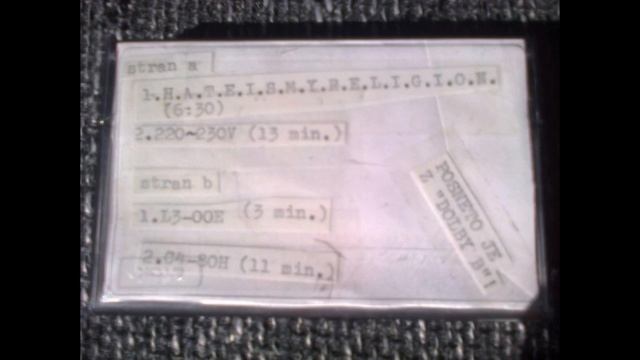 stran a
1.H.A.T.E.I.S.M.Y.R.E.L.I.G.I.O.N.
(6:30)
2.220~230V (13 min.)
stran b
1.L3-00E (3 min.)
2.04-80H (11 min.)
POSNETO JE
Z "DOLBY B"!